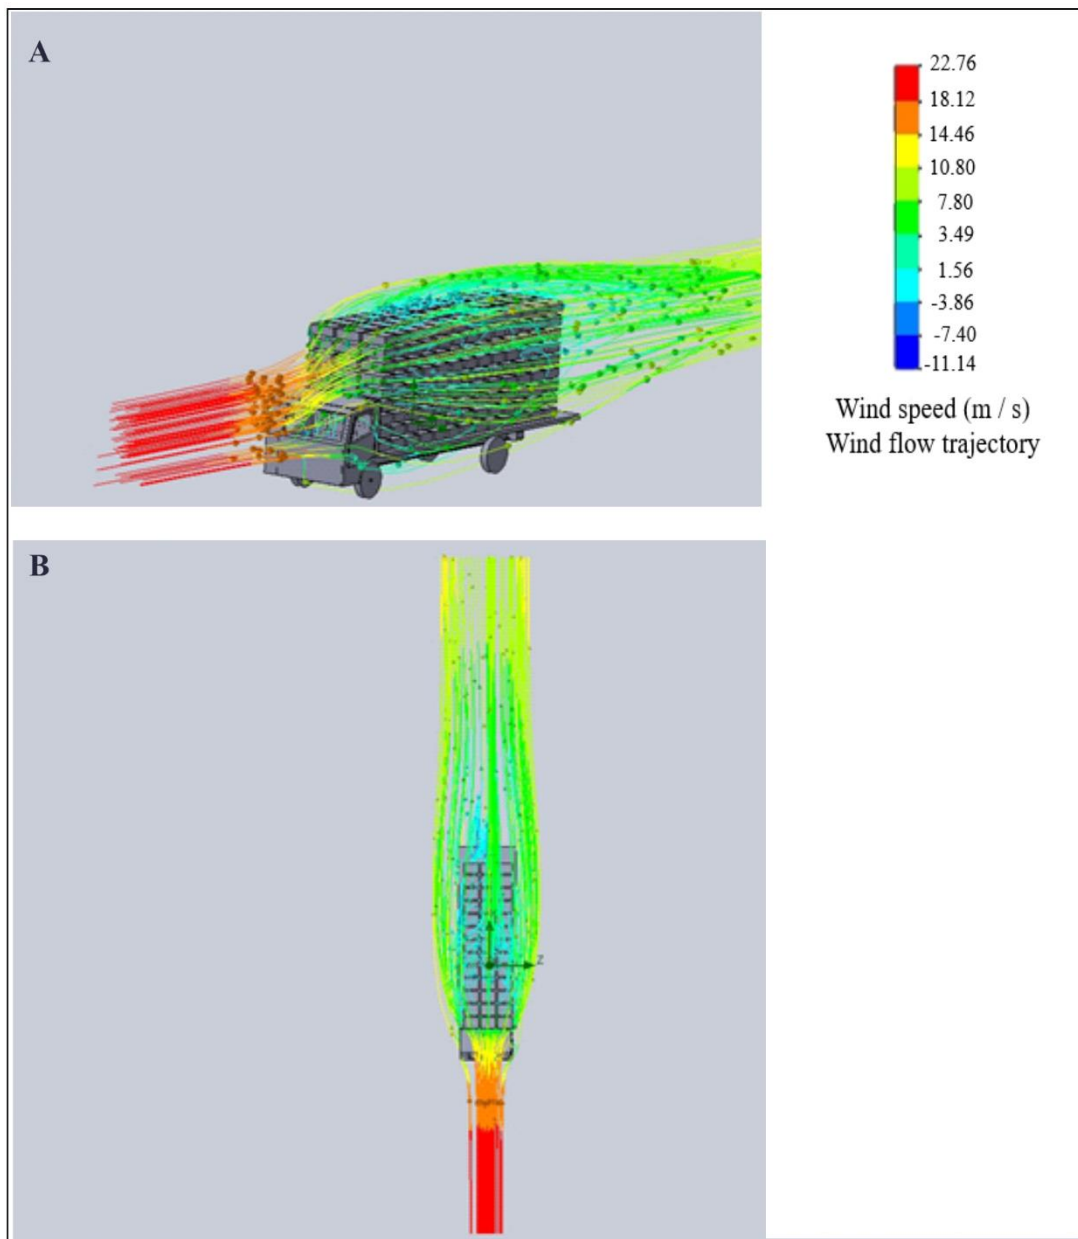 A
22.76
18.12
14.46
10.80
7.80
3.49
1.56
-3.86
-7.40
-11.14
Wind speed (m / s)
Wind flow trajectory
B
Z